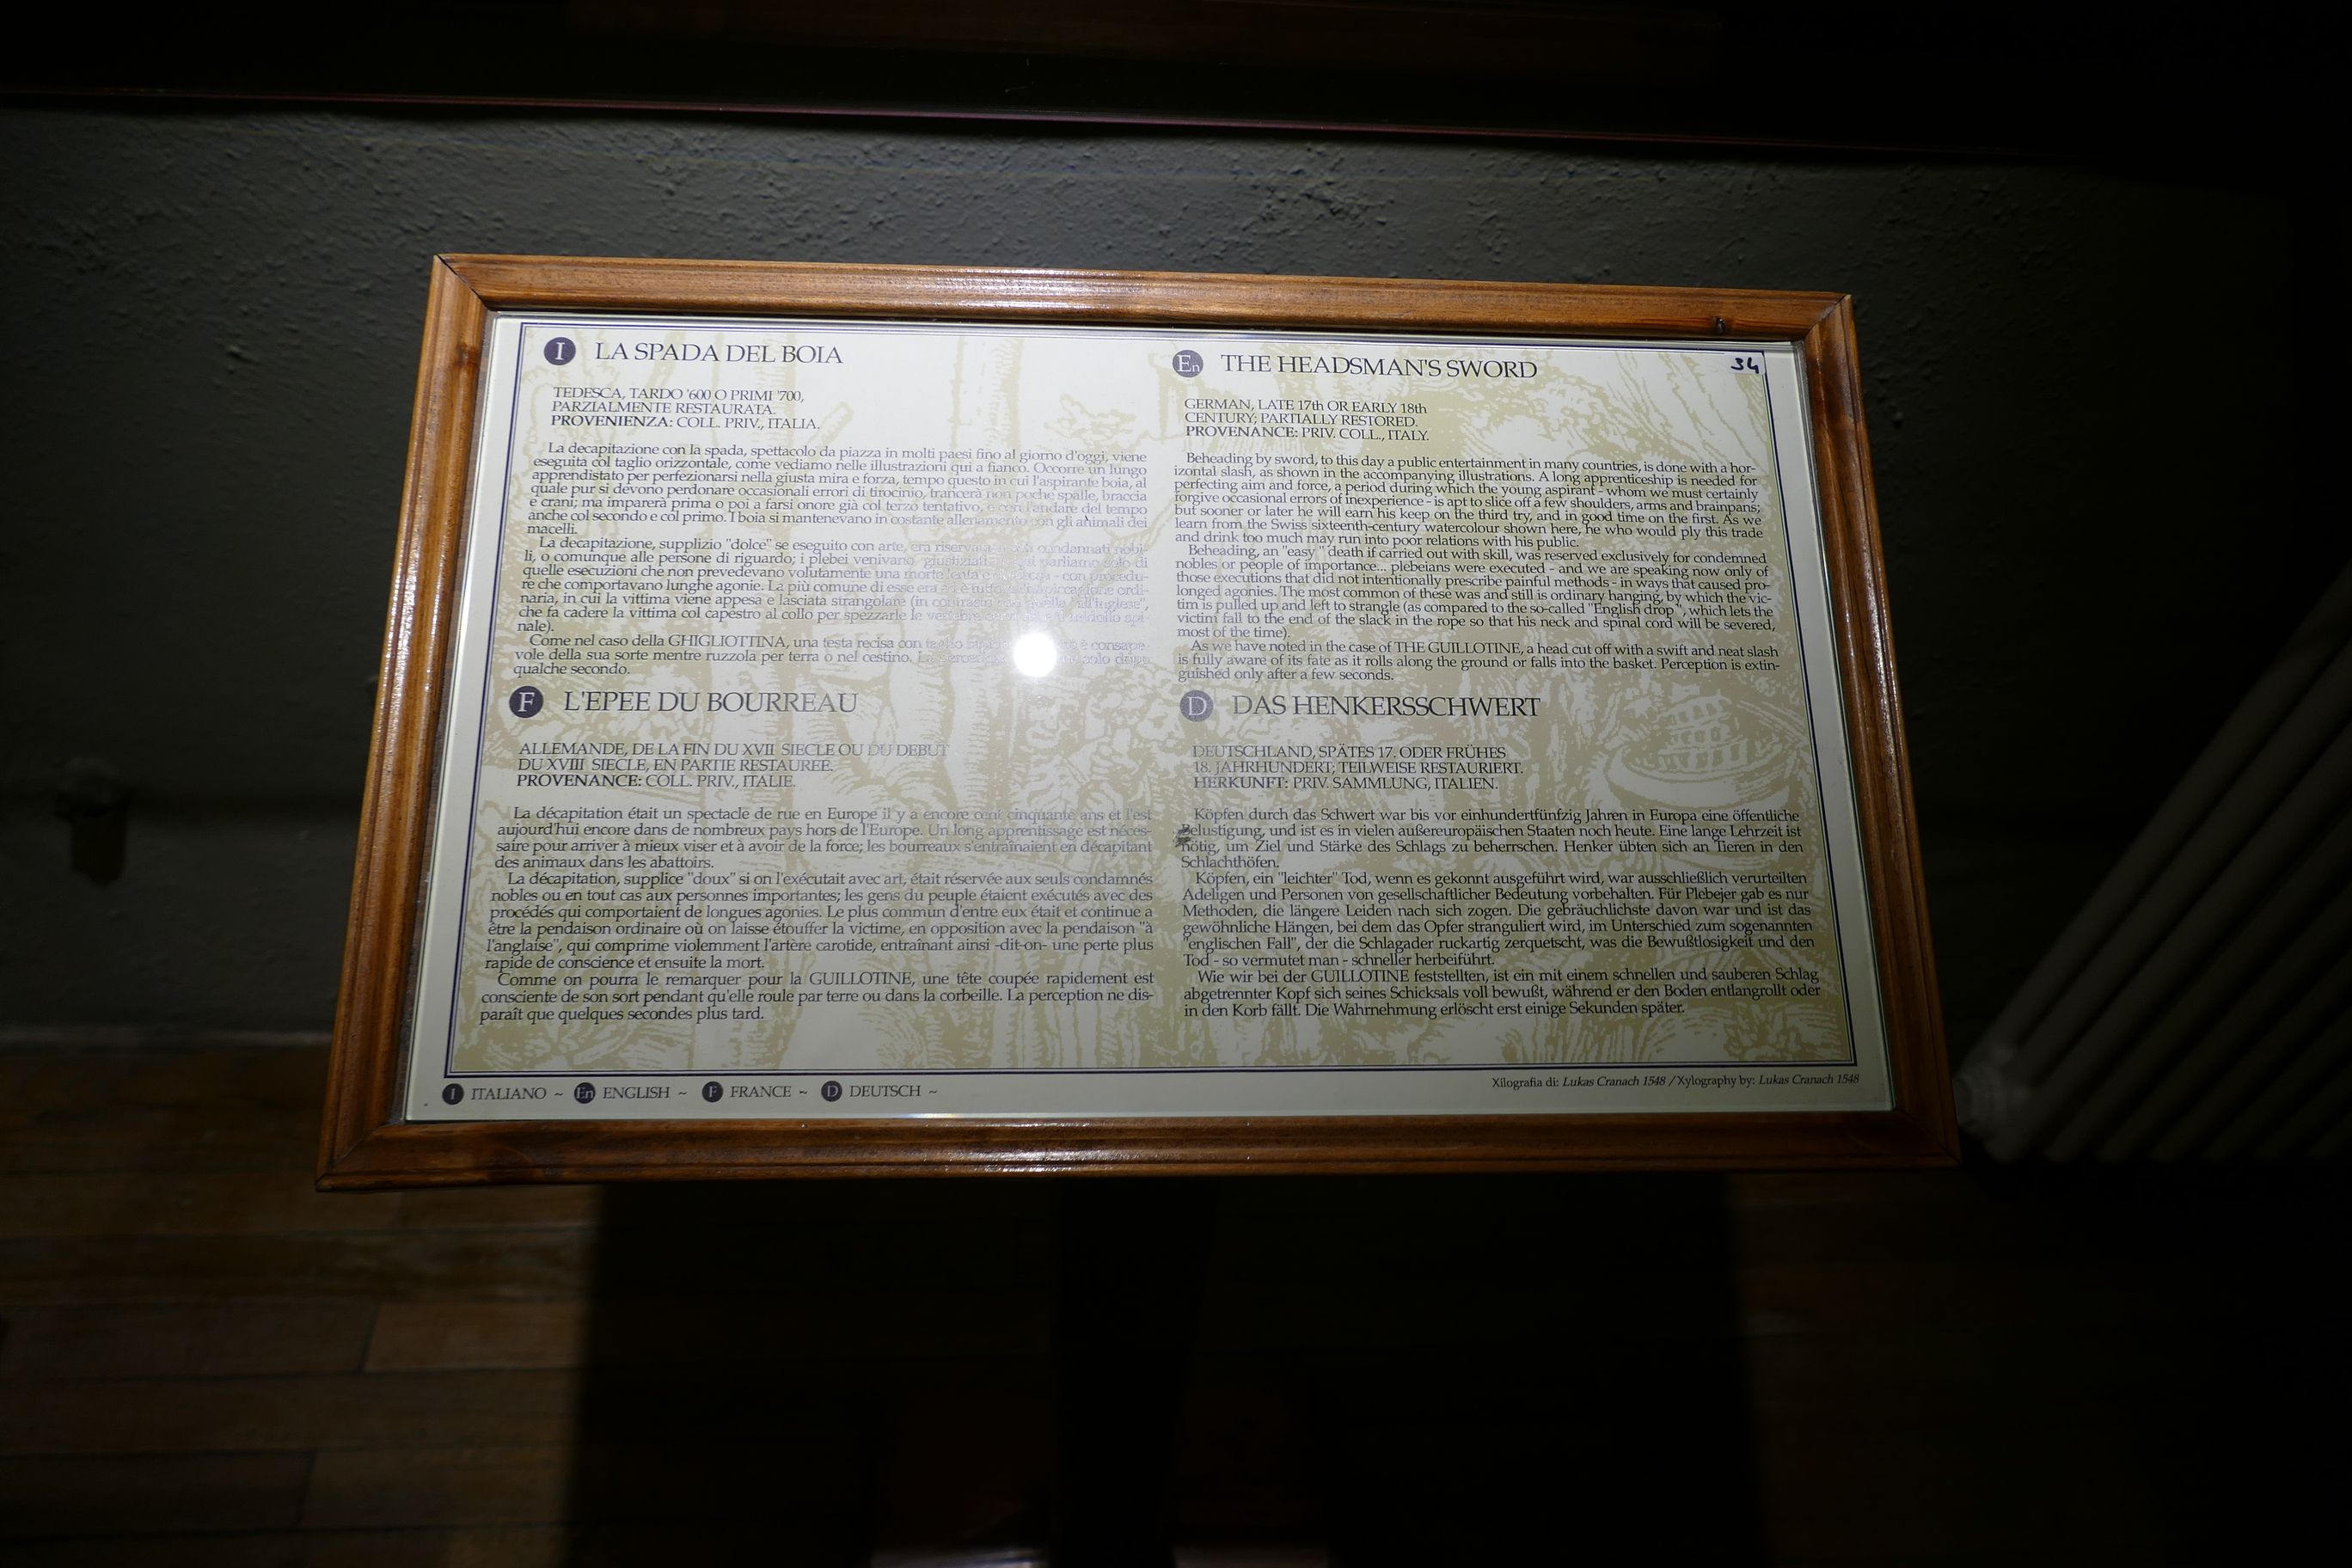 I LA SPADA DEL BOIA
TEDESCA, TARDO '600 O PRIMI '700,
PARZIALMENTE RESTAURATA.
PROVENIENZA: COLL. PRIV., ITALIA.
La decapitazione con la spada, spettacolo da piazza in molti paesi fino al giorno d'oggi, viene
eseguita col taglio orizzontale, come vediamo nelle illustrazioni qui a fianco. Occorre un lungo
apprendistato per perfezionarsi nella giusta mira e forza, tempo questo in cui l'aspirante boia, al
quale pur si devono perdonare occasionali errori di tirocinio, trancerà non poche spalle, braccia
e crani; ma imparerà prima o poi a farsi onore già col terzo tentativo, e con l'andare del tempo
anche col secondo e col primo. I boia si mantenevano in costante allenamento con gli animali dei
macelli.
La decapitazione, supplizio "dolce" se eseguito con arte, era riservata condannati nobi-
li, o comunque alle persone di riguardo; i plebei venivano giustiziati parliamo solo di
quelle esecuzioni che non prevedevano volutamente una morte lenta e - con procedu-
re che comportavano lunghe agonie. La più comune di esse era ordi-
naria, in cui la vittima viene appesa e lasciata strangolare (in contrasto "all'inglese",
che fa cadere la vittima col capestro al collo per spezzarle le spi-
nale).
Come nel caso della GHIGLIOTTINA, una testa recisa con è consape-
vole della sua sorte mentre ruzzola per terra o nel cestino. solo dopo
qualche secondo.
En THE HEADSMAN'S SWORD
34
GERMAN, LATE 17th OR EARLY 18th
CENTURY; PARTIALLY RESTORED.
PROVENANCE: PRIV. COLL., ITALY.
Beheading by sword, to this day a public entertainment in many countries, is done with a hor-
izontal slash, as shown in the accompanying illustrations. A long apprenticeship is needed for
perfecting aim and force, a period during which the young aspirant - whom we must certainly
forgive occasional errors of inexperience - is apt to slice off a few shoulders, arms and brainpans;
but sooner or later he will earn his keep on the third try, and in good time on the first. As we
learn from the Swiss sixteenth-century watercolour shown here, he who would ply this trade
and drink too much may run into poor relations with his public.
Beheading, an "easy " death if carried out with skill, was reserved exclusively for condemned
nobles or people of importance... plebeians were executed - and we are speaking now only of
those executions that did not intentionally prescribe painful methods - in ways that caused pro-
longed agonies. The most common of these was and still is ordinary hanging, by which the vic-
tim is pulled up and left to strangle (as compared to the so-called "English drop ", which lets the
victim fall to the end of the slack in the rope so that his neck and spinal cord will be severed,
most of the time).
As we have noted in the case of THE GUILLOTINE, a head cut off with a swift and neat slash
is fully aware of its fate as it rolls along the ground or falls into the basket. Perception is extin-
guished only after a few seconds.
F L'EPEE DU BOURREAU
ALLEMANDE, DE LA FIN DU XVII SIECLE OU DU DEBUT
DU XVIII SIECLE, EN PARTIE RESTAUREE.
PROVENANCE: COLL. PRIV., ITALIE.
La décapitation était un spectacle de rue en Europe il y a encore cent cinquante ans et l'est
aujourd'hui encore dans de nombreux pays hors de l'Europe. Un long apprentissage est néces-
saire pour arriver à mieux viser et à avoir de la force; les bourreaux s'entraînaient en décapitant
des animaux dans les abattoirs.
La décapitation, supplice "doux" si on l'exécutait avec art, était réservée aux seuls condamnés
nobles ou en tout cas aux personnes importantes; les gens du peuple étaient exécutés avec des
procédés qui comportaient de longues agonies. Le plus commun d'entre eux était et continue a
être la pendaison ordinaire où on laisse étouffer la victime, en opposition avec la pendaison "à
l'anglaise", qui comprime violemment l'artère carotide, entraînant ainsi -dit-on- une perte plus
rapide de conscience et ensuite la mort.
Comme on pourra le remarquer pour la GUILLOTINE, une tête coupée rapidement est
consciente de son sort pendant qu'elle roule par terre ou dans la corbeille. La perception ne dis-
paraît que quelques secondes plus tard.
D DAS HENKERSSCHWERT
DEUTSCHLAND, SPÄTES 17. ODER FRÜHES
18. JAHRHUNDERT; TEILWEISE RESTAURIERT.
HERKUNFT: PRIV. SAMMLUNG, ITALIEN.
Köpfen durch das Schwert war bis vor einhundertfünfzig Jahren in Europa eine öffentliche
Belustigung, und ist es in vielen außereuropäischen Staaten noch heute. Eine lange Lehrzeit ist
nötig, um Ziel und Stärke des Schlags zu beherrschen. Henker übten sich an Tieren in den
Schlachthöfen.
Köpfen, ein "leichter" Tod, wenn es gekonnt ausgeführt wird, war ausschließlich verurteilten
Adeligen und Personen von gesellschaftlicher Bedeutung vorbehalten. Für Plebejer gab es nur
Methoden, die längere Leiden nach sich zogen. Die gebräuchlichste davon war und ist das
gewöhnliche Hängen, bei dem das Opfer stranguliert wird, im Unterschied zum sogenannten
"englischen Fall", der die Schlagader ruckartig zerquetscht, was die Bewußtlosigkeit und den
Tod - so vermutet man - schneller herbeiführt.
Wie wir bei der GUILLOTINE feststellten, ist ein mit einem schnellen und sauberen Schlag
abgetrennter Kopf sich seines Schicksals voll bewußt, während er den Boden entlangrollt oder
in den Korb fällt. Die Wahrnehmung erlöscht erst einige Sekunden später.
I ITALIANO ~ En ENGLISH ~ F FRANCE ~ D DEUTSCH ~
Xilografia di: Lukas Cranach 1548 / Xylography by: Lukas Cranach 1548